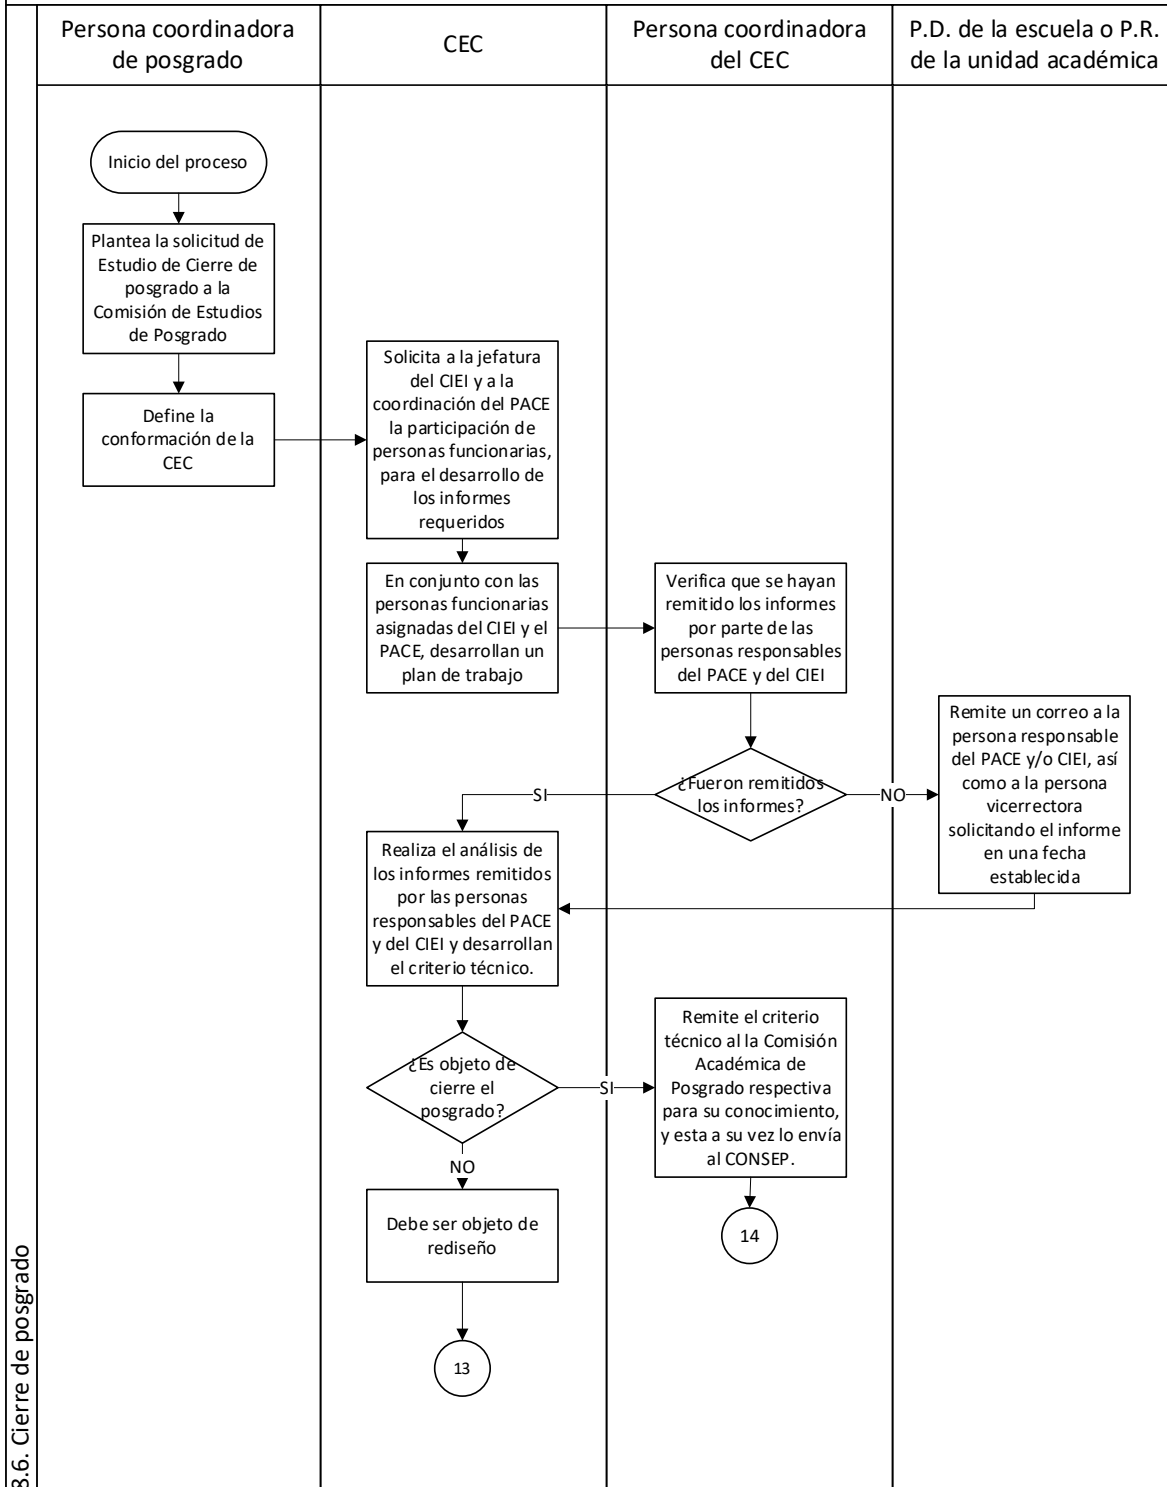 Persona coordinadora
de posgrado
CEC
Persona coordinadora
del CEC
P.D. de la escuela o P.R.
de la unidad académica
Inicio del proceso
Plantea la solicitud de
Estudio de Cierre de
posgrado a la
Comisión de Estudios
de Posgrado
Define la
conformación de la
CEC
Solicita a la jefatura
del CIEI y a la
coordinación del PACE
la participación de
personas funcionarias,
para el desarrollo de
los informes
requeridos
En conjunto con las
personas funcionarias
asignadas del CIEI y el
PACE, desarrollan un
plan de trabajo
Verifica que se hayan
remitido los informes
por parte de las
personas responsables
del PACE y del CIEI
¿Fueron remitidos
los informes?
SI
NO
Remite un correo a la
persona responsable
del PACE y/o CIEI, así
como a la persona
vicerrectora
solicitando el informe
en una fecha
establecida
Realiza el análisis de
los informes remitidos
por las personas
responsables del PACE
y del CIEI y desarrollan
el criterio técnico.
¿Es objeto de
cierre el
posgrado?
SI
NO
Remite el criterio
técnico al la Comisión
Académica de
Posgrado respectiva
para su conocimiento,
y esta a su vez lo envía
al CONSEP.
14
Debe ser objeto de
rediseño
13
8.6. Cierre de posgrado